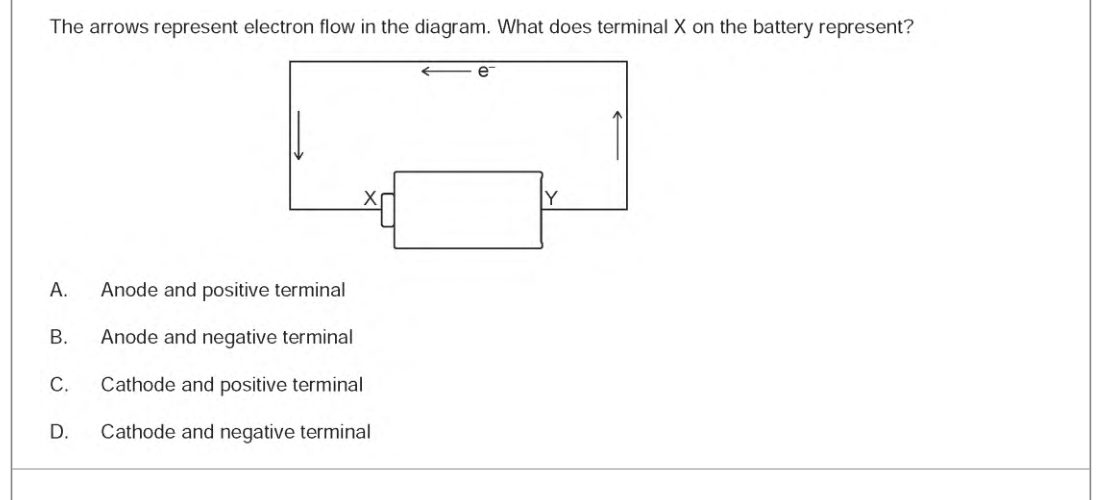 The arrows represent electron flow in the diagram. What does terminal X on the battery represent?
e⁻
X
Y
A. Anode and positive terminal
B. Anode and negative terminal
C. Cathode and positive terminal
D. Cathode and negative terminal